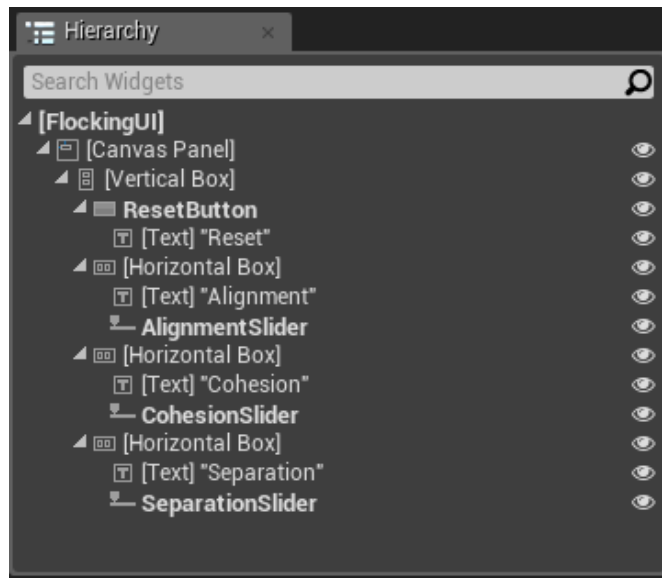 Hierarchy
Search Widgets
[FlockingUI]
[Canvas Panel]
[Vertical Box]
ResetButton
[Text] "Reset"
[Horizontal Box]
[Text] "Alignment"
AlignmentSlider
[Horizontal Box]
[Text] "Cohesion"
CohesionSlider
[Horizontal Box]
[Text] "Separation"
SeparationSlider